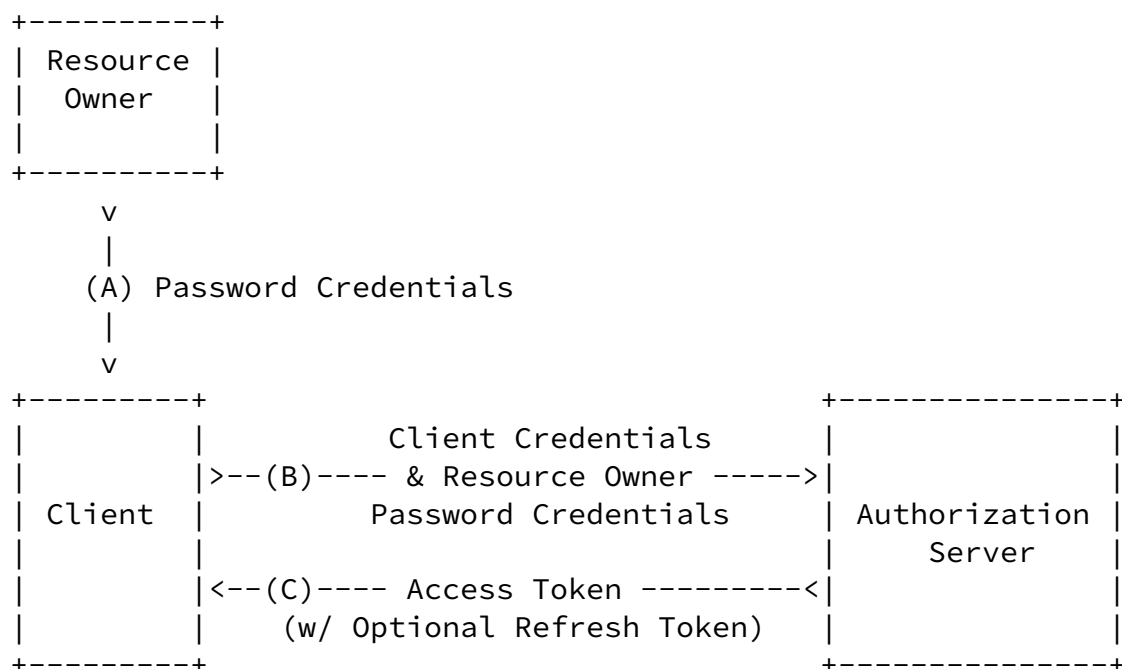 +----------+
| Resource |
|  Owner   |
|          |
+----------+
     v
     |
    (A) Password Credentials
     |
     v
+---------+                                  +---------------+
|         |          Client Credentials      |               |
|         |>--(B)---- & Resource Owner ----->|               |
| Client  |         Password Credentials     | Authorization |
|         |                                  |     Server    |
|         |<--(C)---- Access Token ---------<|               |
|         |    (w/ Optional Refresh Token)   |               |
+---------+                                  +---------------+